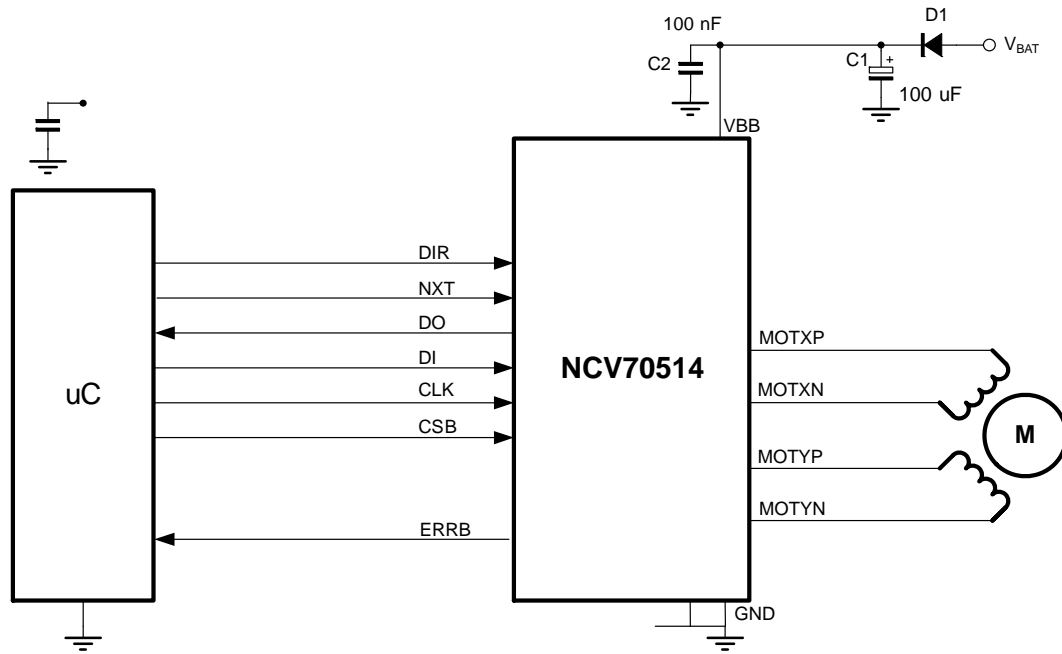 100 nF
D1
C2
C1
+
V_BAT
100 uF
VBB
DIR
NXT
DO
DI
CLK
CSB
ERRB
uC
NCV70514
MOTXP
MOTXN
MOTYP
MOTYN
M
GND